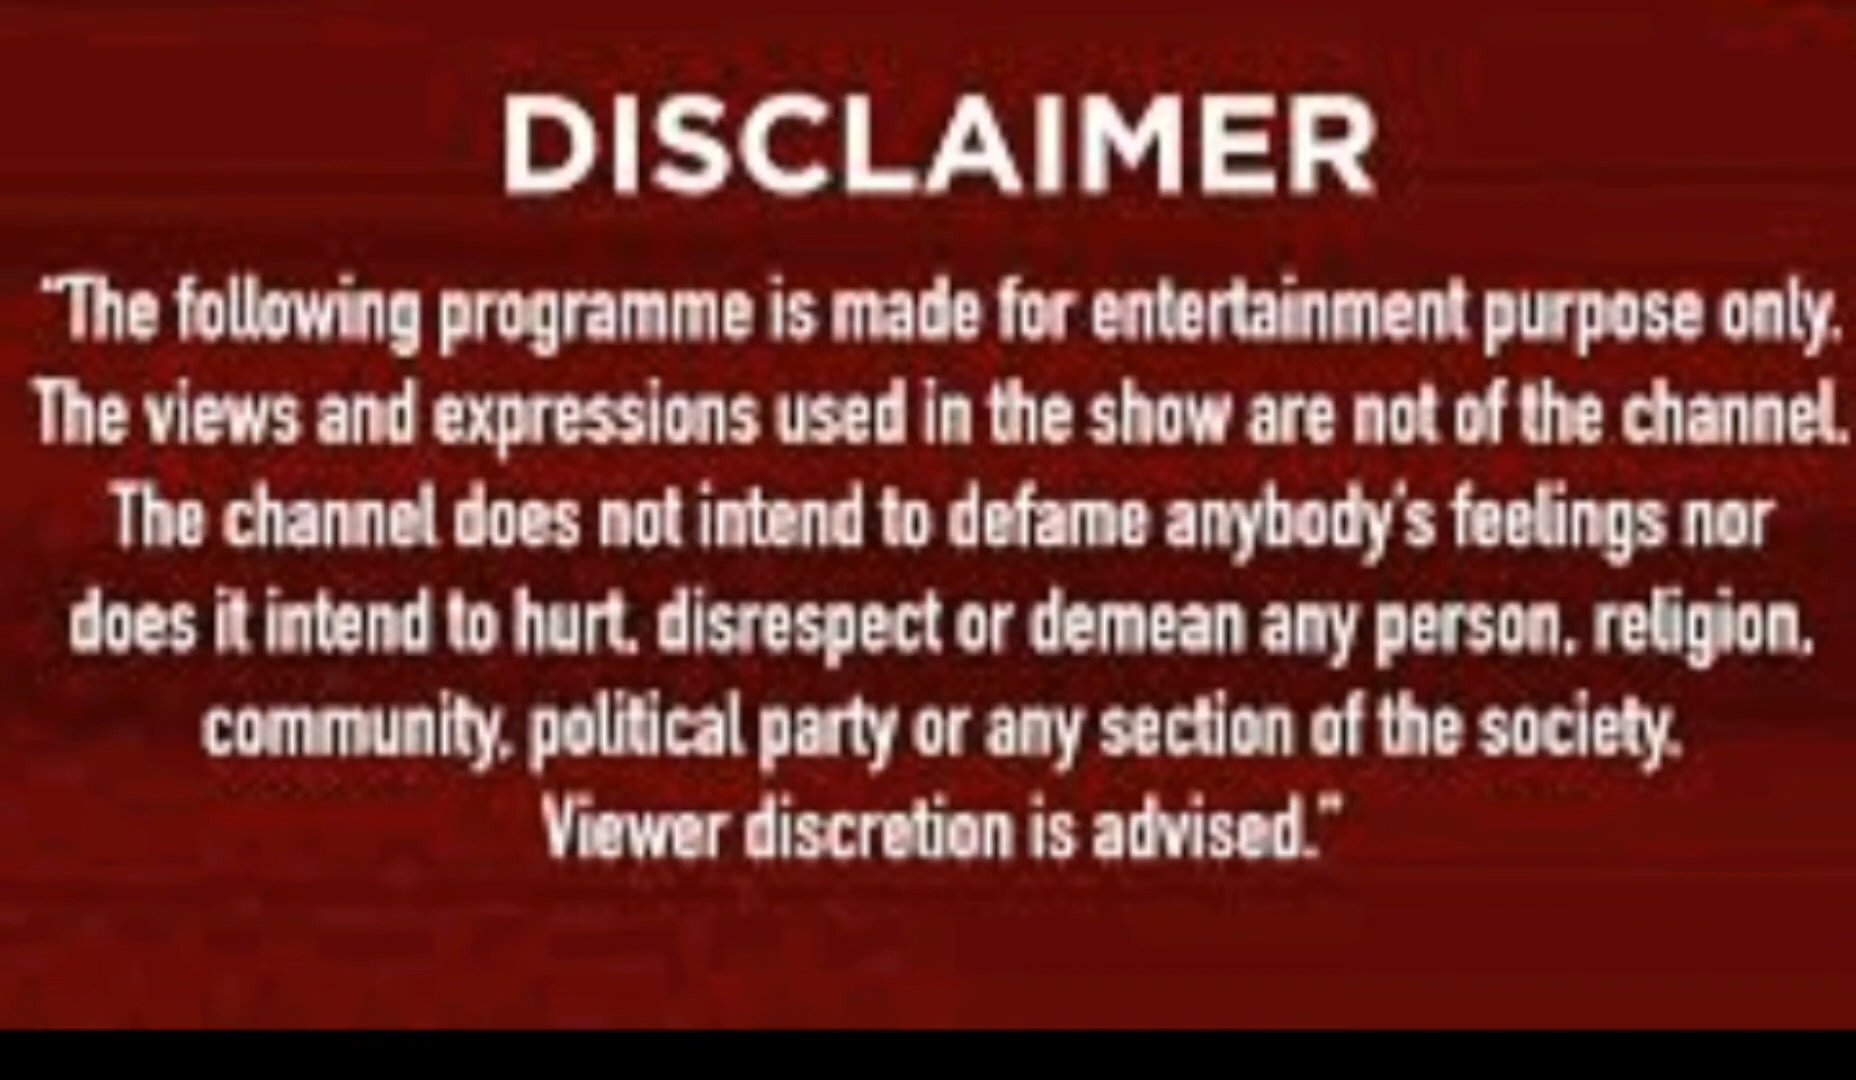 DISCLAIMER
"The following programme is made for entertainment purpose only.
The views and expressions used in the show are not of the channel.
The channel does not intend to defame anybody's feelings nor
does it intend to hurt, disrespect or demean any person, religion,
community, political party or any section of the society.
Viewer discretion is advised."